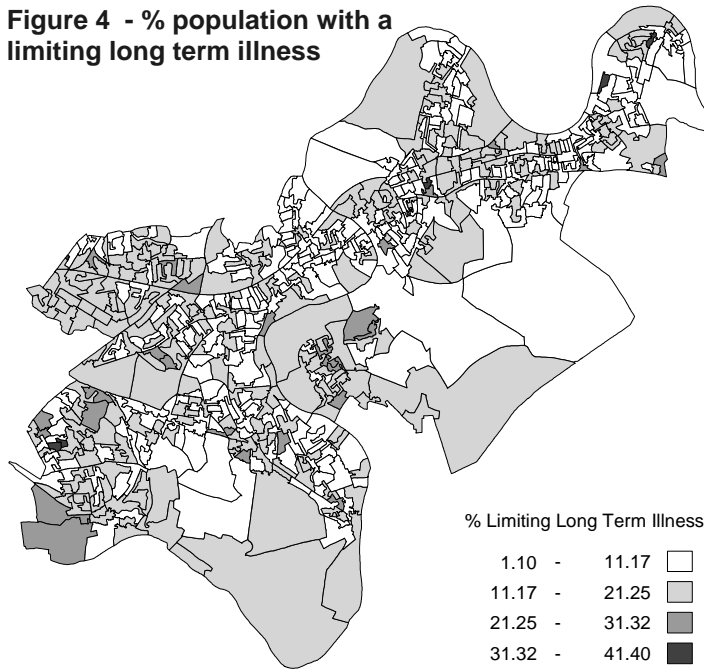 Figure 4 - % population with a
limiting long term illness
% Limiting Long Term Illness
1.10 - 11.17
11.17 - 21.25
21.25 - 31.32
31.32 - 41.40